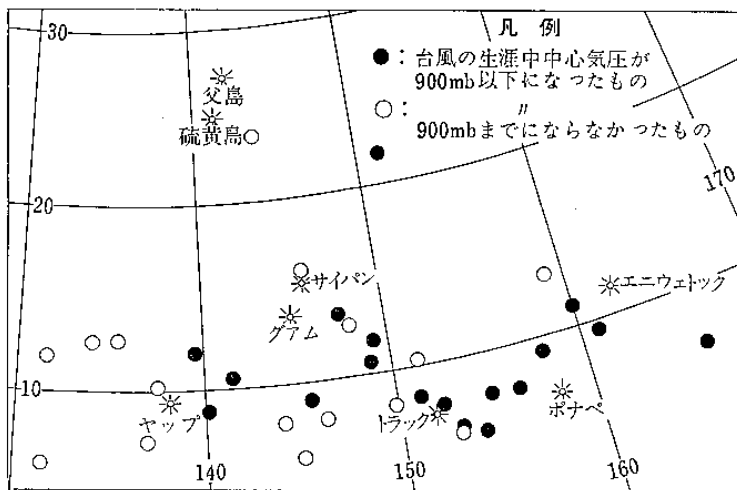 凡例
●：台風の生涯中中心気圧が
900mb以下になったもの
○：〃
900mbまでにならなかったもの
30
父島
硫黄島
170
20
サイパン
エニウェトック
グアム
10
ヤップ
トラック
ポナペ
140
150
160